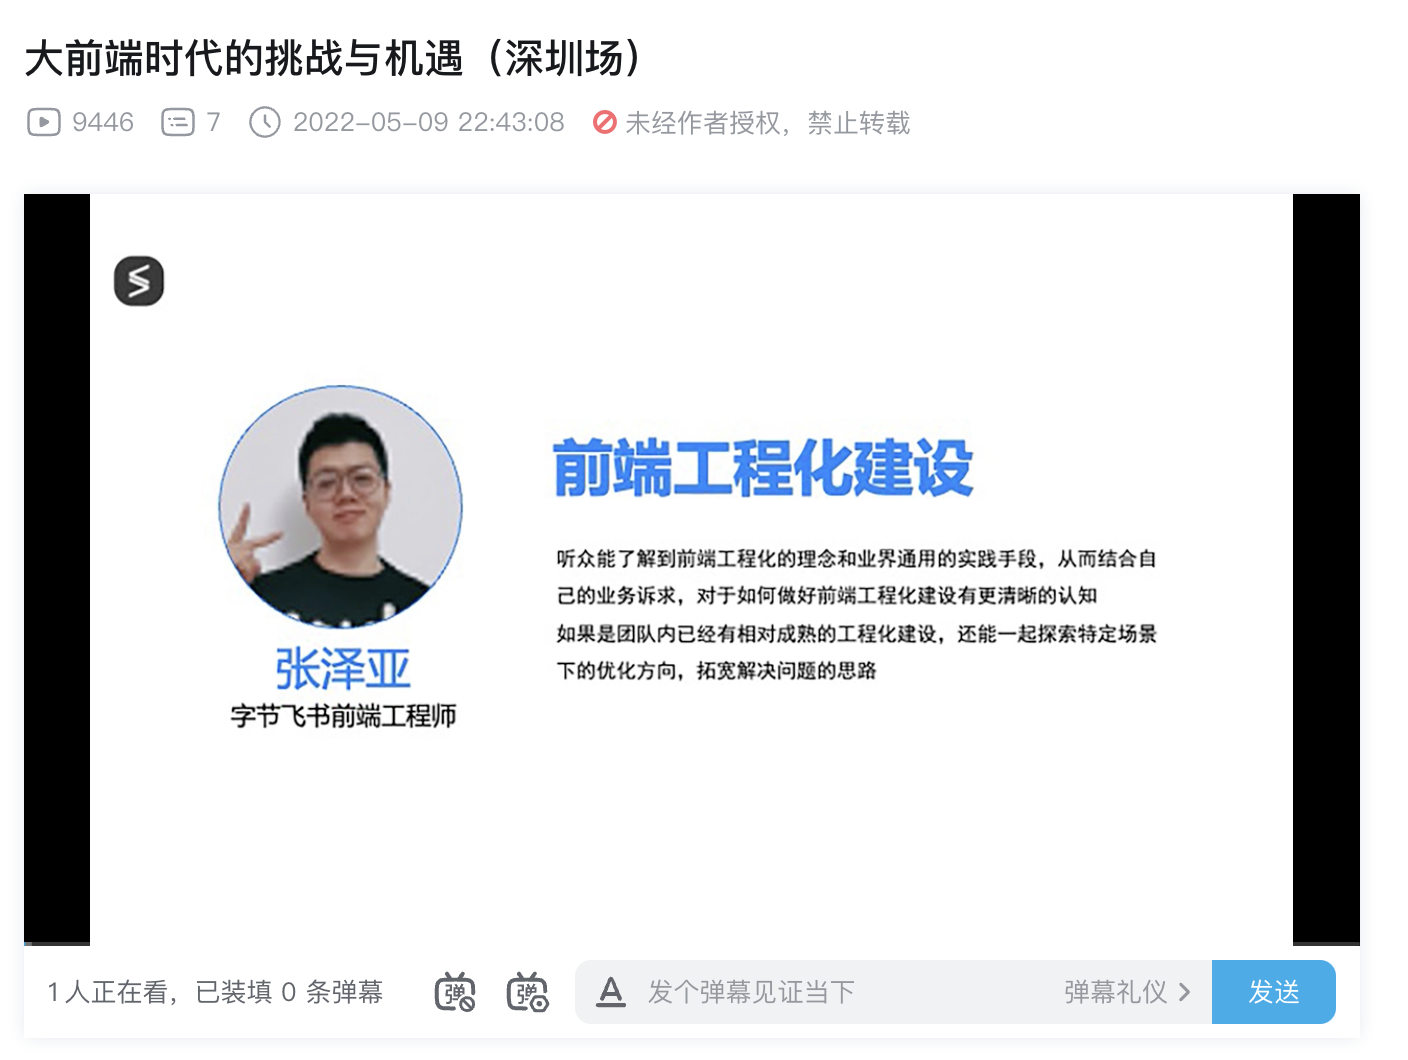 大前端时代的挑战与机遇（深圳场）
9446 7 2022-05-09 22:43:08 未经作者授权，禁止转载
前端工程化建设
听众能了解到前端工程化的理念和业界通用的实践手段，从而结合自
己的业务诉求，对于如何做好前端工程化建设有更清晰的认知
如果是团队内已经有相对成熟的工程化建设，还能一起探索特定场景
下的优化方向，拓宽解决问题的思路
张泽亚
字节飞书前端工程师
1人正在看，已装填 0 条弹幕 弹 弹 A 发个弹幕见证当下 弹幕礼仪 发送